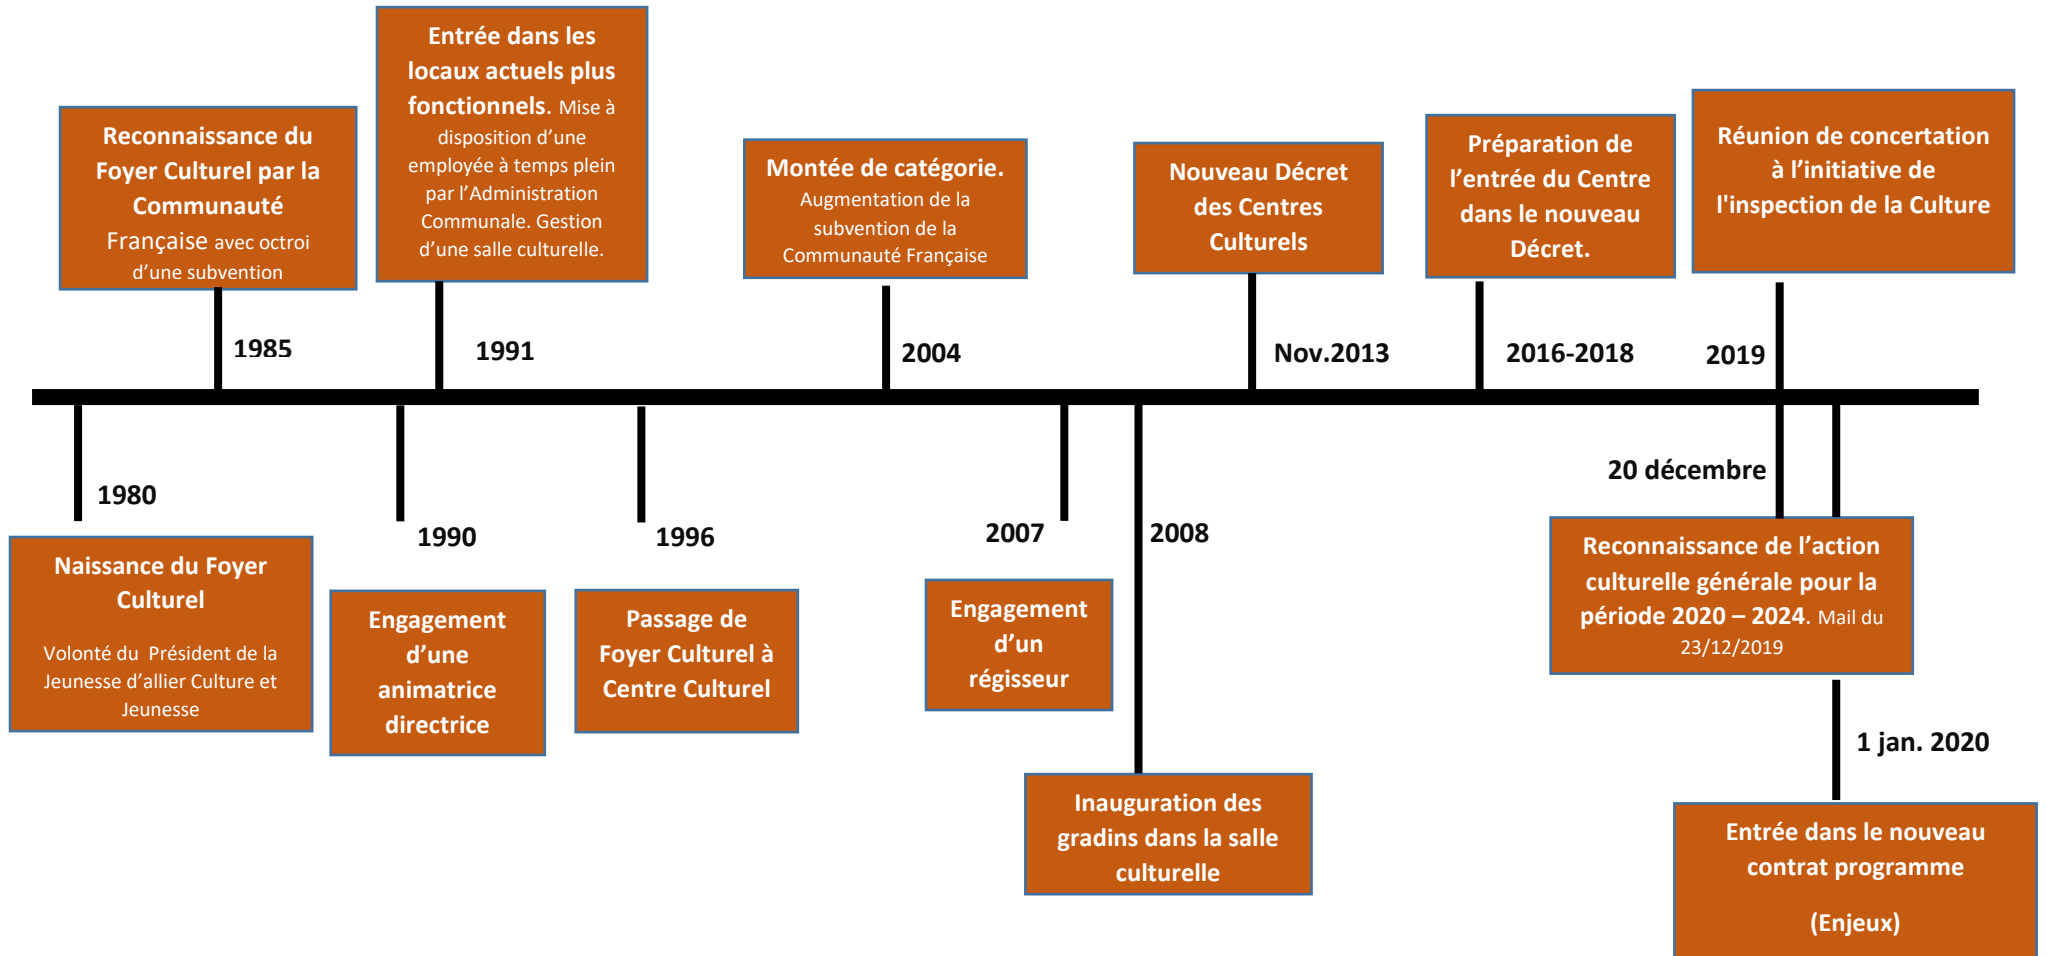 Reconnaissance du
Foyer Culturel par la
Communauté
Française avec octroi
d’une subvention
1985
Entrée dans les
locaux actuels plus
fonctionnels. Mise à
disposition d’une
employée à temps plein
par l’Administration
Communale. Gestion
d’une salle culturelle.
1991
Montée de catégorie.
Augmentation de la
subvention de la
Communauté Française
2004
Nouveau Décret
des Centres
Culturels
Nov.2013
Préparation de
l’entrée du Centre
dans le nouveau
Décret.
2016-2018
Réunion de concertation
à l’initiative de
l'inspection de la Culture
2019
1980
Naissance du Foyer
Culturel
Volonté du  Président de la
Jeunesse d’allier Culture et
Jeunesse
1990
Engagement
d’une
animatrice
directrice
1996
Passage de
Foyer Culturel à
Centre Culturel
2007
Engagement
d’un
régisseur
2008
Inauguration des
gradins dans la salle
culturelle
20 décembre
Reconnaissance de l’action
culturelle générale pour la
période 2020 – 2024. Mail du
23/12/2019
1 jan. 2020
Entrée dans le nouveau
contrat programme
(Enjeux)